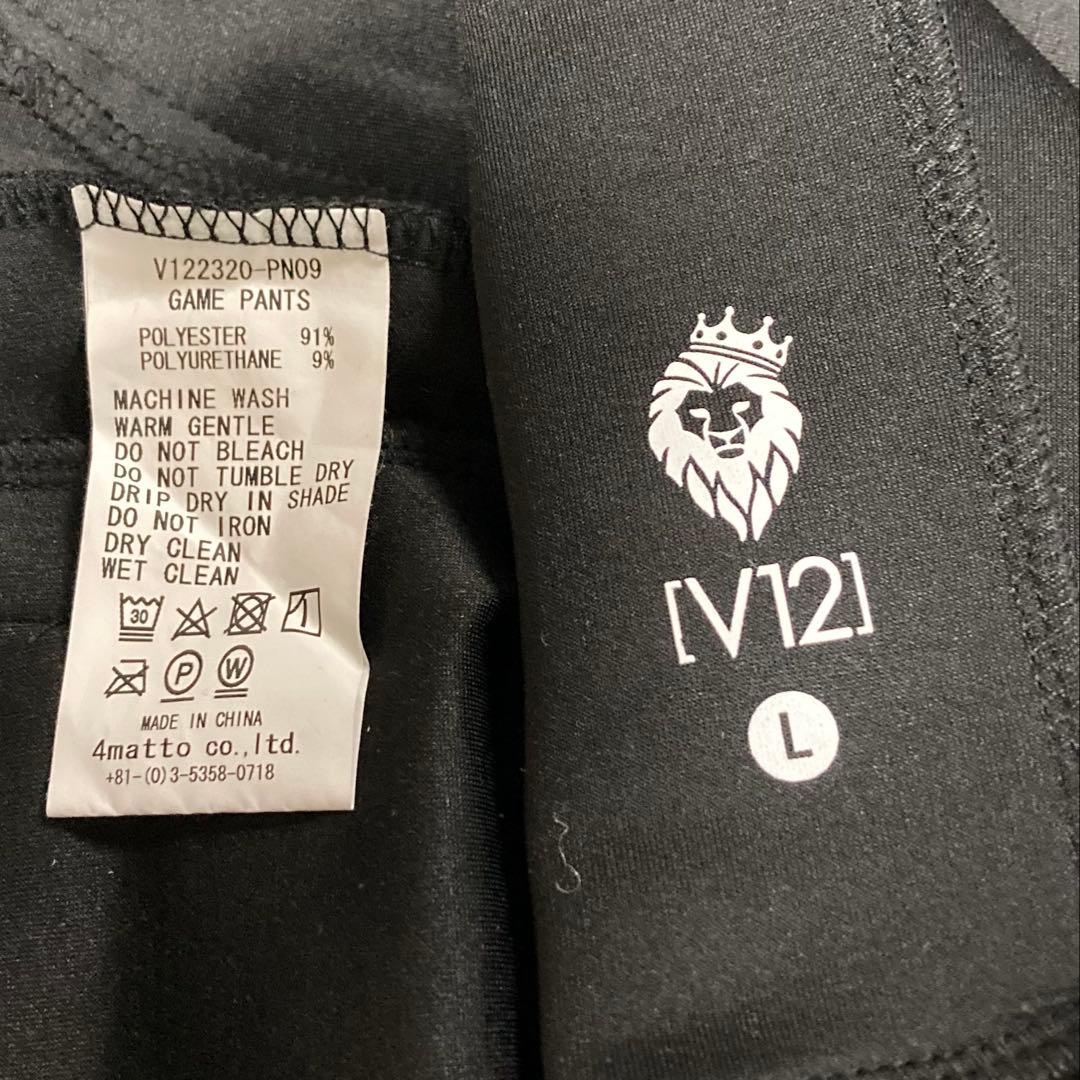 V122320-PN09
GAME PANTS
POLYESTER 91%
POLYURETHANE 9%
MACHINE WASH
WARM GENTLE
DO NOT BLEACH
DO NOT TUMBLE DRY
DRIP DRY IN SHADE
DO NOT IRON
DRY CLEAN
WET CLEAN
30
P W
MADE IN CHINA
4matto co.,ltd.
+81-(0)3-5358-0718
[V12]
L